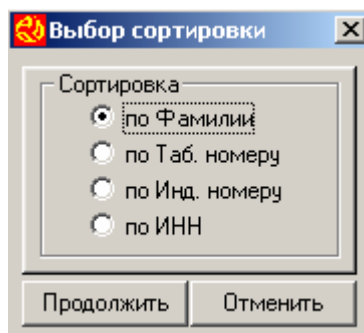 Выбор сортировки
Сортировка
по Фамилии
по Таб. номеру
по Инд. номеру
по ИНН
Продолжить
Отменить